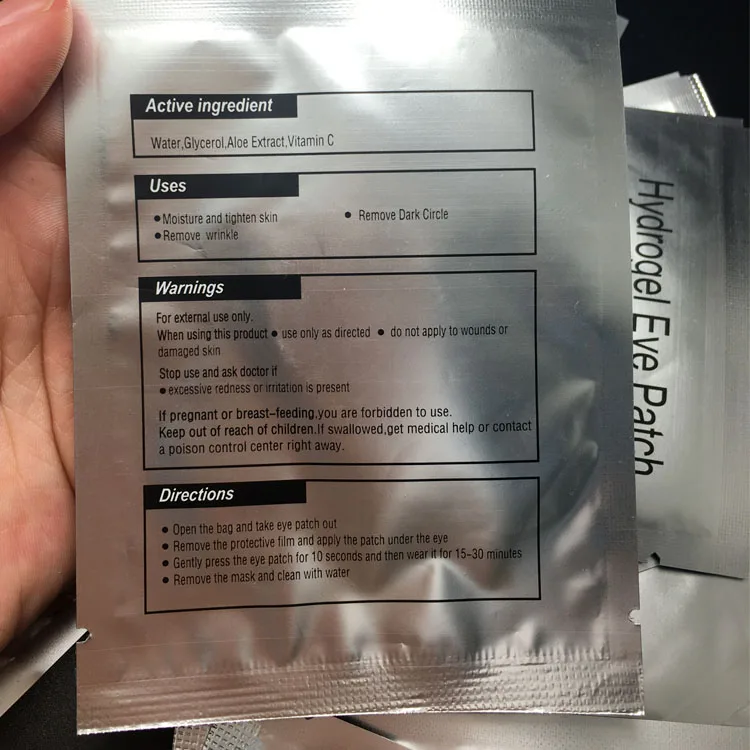 Active ingredient
Water,Glycerol,Aloe Extract,Vitamin C
Uses
● Moisture and tighten skin ● Remove Dark Circle
● Remove wrinkle
Warnings
For external use only.
When using this product ● use only as directed ● do not apply to wounds or
damaged skin
Stop use and ask doctor if
● excessive redness or irritation is present
If pregnant or breast-feeding,you are forbidden to use.
Keep out of reach of children.If swallowed,get medical help or contact
a poison control center right away.
Directions
● Open the bag and take eye patch out
● Remove the protective film and apply the patch under the eye
● Gently press the eye patch for 10 seconds and then wear it for 15-30 minutes
● Remove the mask and clean with water
Hydrogel Eye Patch